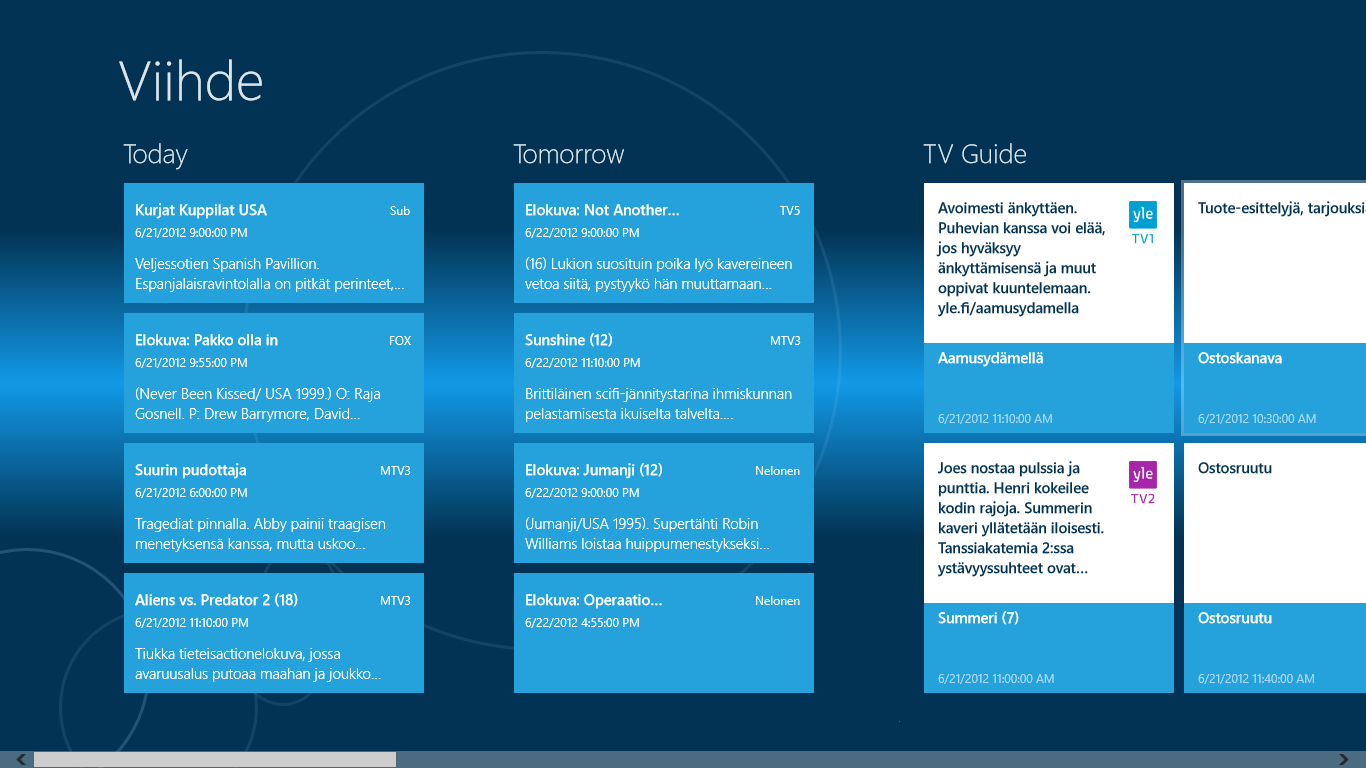 Viihde
Today
Kurjat Kuppilat USA
Sub
6/21/2012 9:00:00 PM
Veljessotien Spanish Pavillion.
Espanjalaisravintolalla on pitkät perinteet,...
Elokuva: Pakko olla in
FOX
6/21/2012 9:55:00 PM
(Never Been Kissed/ USA 1999.) O: Raja
Gosnell. P: Drew Barrymore, David...
Suurin pudottaja
MTV3
6/21/2012 6:00:00 PM
Tragediat pinnalla. Abby painii traagisen
menetyksensä kanssa, mutta uskoo...
Aliens vs. Predator 2 (18)
MTV3
6/21/2012 11:10:00 PM
Tiukka tieteisactionelokuva, jossa
avaruusalus putoaa maahan ja joukko...
Tomorrow
Elokuva: Not Another...
TV5
6/22/2012 9:00:00 PM
(16) Lukion suosituin poika lyö kavereineen
vetoa siitä, pystyykö hän muuttamaan...
Sunshine (12)
MTV3
6/22/2012 11:10:00 PM
Brittiläinen scifi-jännitystarina ihmiskunnan
pelastamisesta ikuiselta talvelta....
Elokuva: Jumanji (12)
Nelonen
6/22/2012 9:00:00 PM
(Jumanji/USA 1995). Supertähti Robin
Williams loistaa huippumenestykseksi...
Elokuva: Operaatio...
Nelonen
6/22/2012 4:55:00 PM
TV Guide
Avoimesti änkyttäen.
Puhevian kanssa voi elää,
jos hyväksyy
änkyttämisensä ja muut
oppivat kuuntelemaan.
yle.fi/aamusydamella
yle
TV1
Aamusydämellä
6/21/2012 11:10:00 AM
Joes nostaa pulssia ja
punttia. Henri kokeilee
kodin rajoja. Summerin
kaveri yllätetään iloisesti.
Tanssiakatemia 2:ssa
ystävyyssuhteet ovat...
yle
TV2
Summeri (7)
6/21/2012 11:00:00 AM
Tuote-esittelyjä, tarjouksi
Ostoskanava
6/21/2012 10:30:00 AM
Ostosruutu
Ostosruutu
6/21/2012 11:40:00 AM